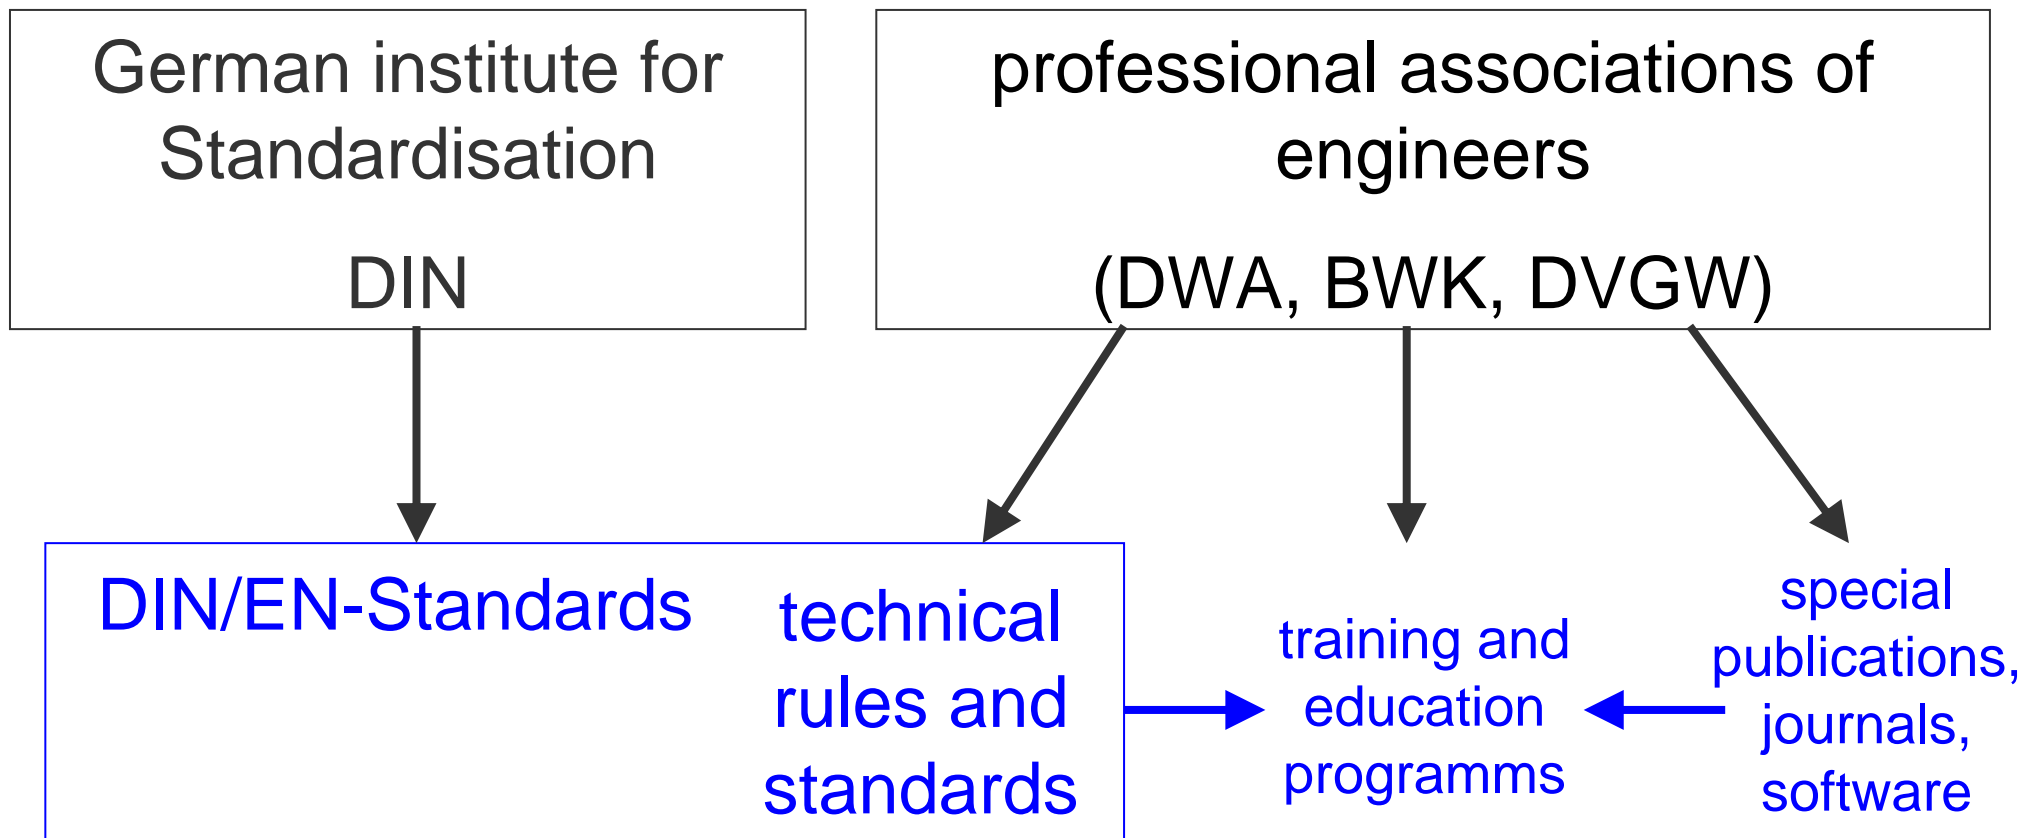 German institute for
Standardisation
DIN
professional associations of
engineers
(DWA, BWK, DVGW)
DIN/EN-Standards
technical
rules and
standards
training and
education
programms
special
publications,
journals,
software